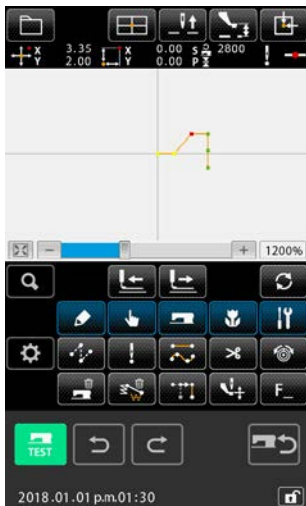 X 3.35 X 0.00 S 2800
Y 2.00 Y 0.00 P
1200%
F_
TEST
2018.01.01 p.m.01:30